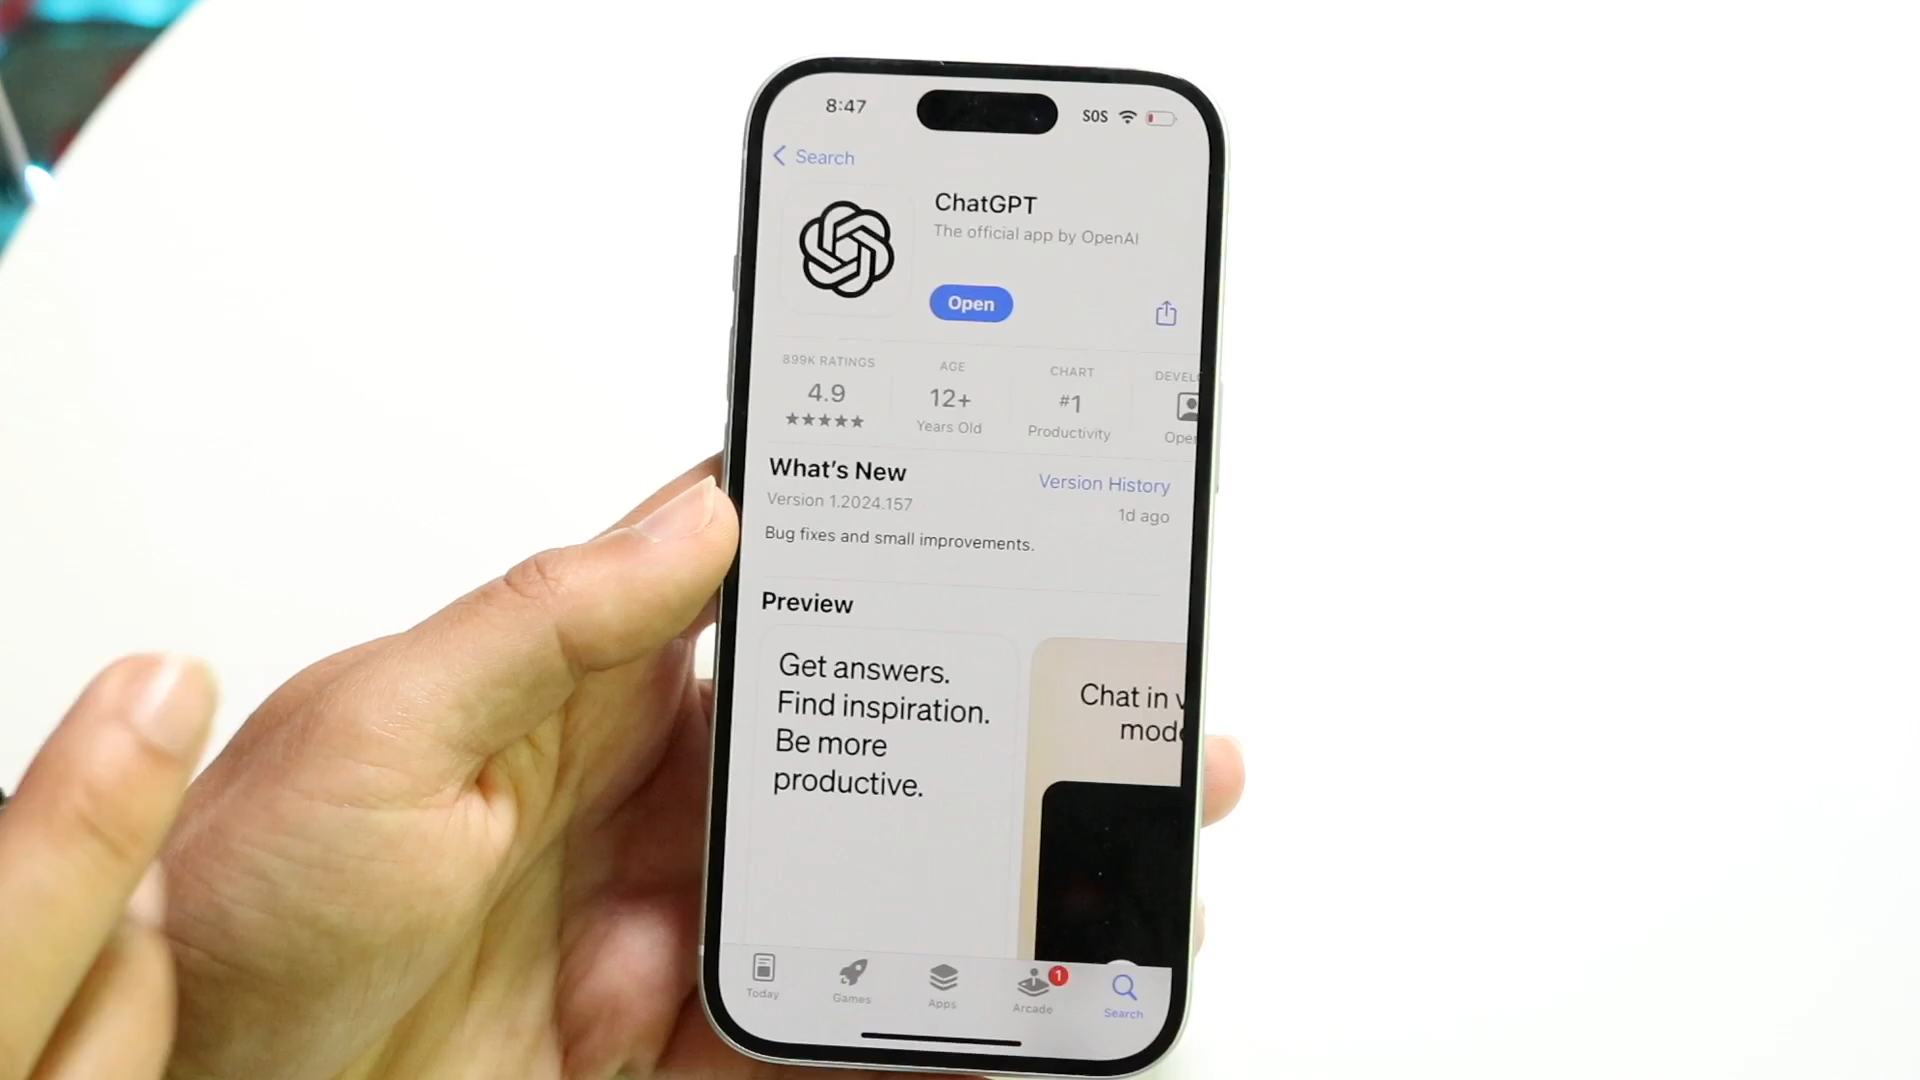 8:47
SOS
Search
ChatGPT
The official app by OpenAI
Open
899K RATINGS
4.9
AGE
12+
Years Old
CHART
#1
Productivity
DEVEL
Open
What's New
Version History
Version 1.2024.157
1d ago
Bug fixes and small improvements.
Preview
Get answers.
Find inspiration.
Be more
productive.
Chat in v
mode
Today
Games
Apps
Arcade
1
Search